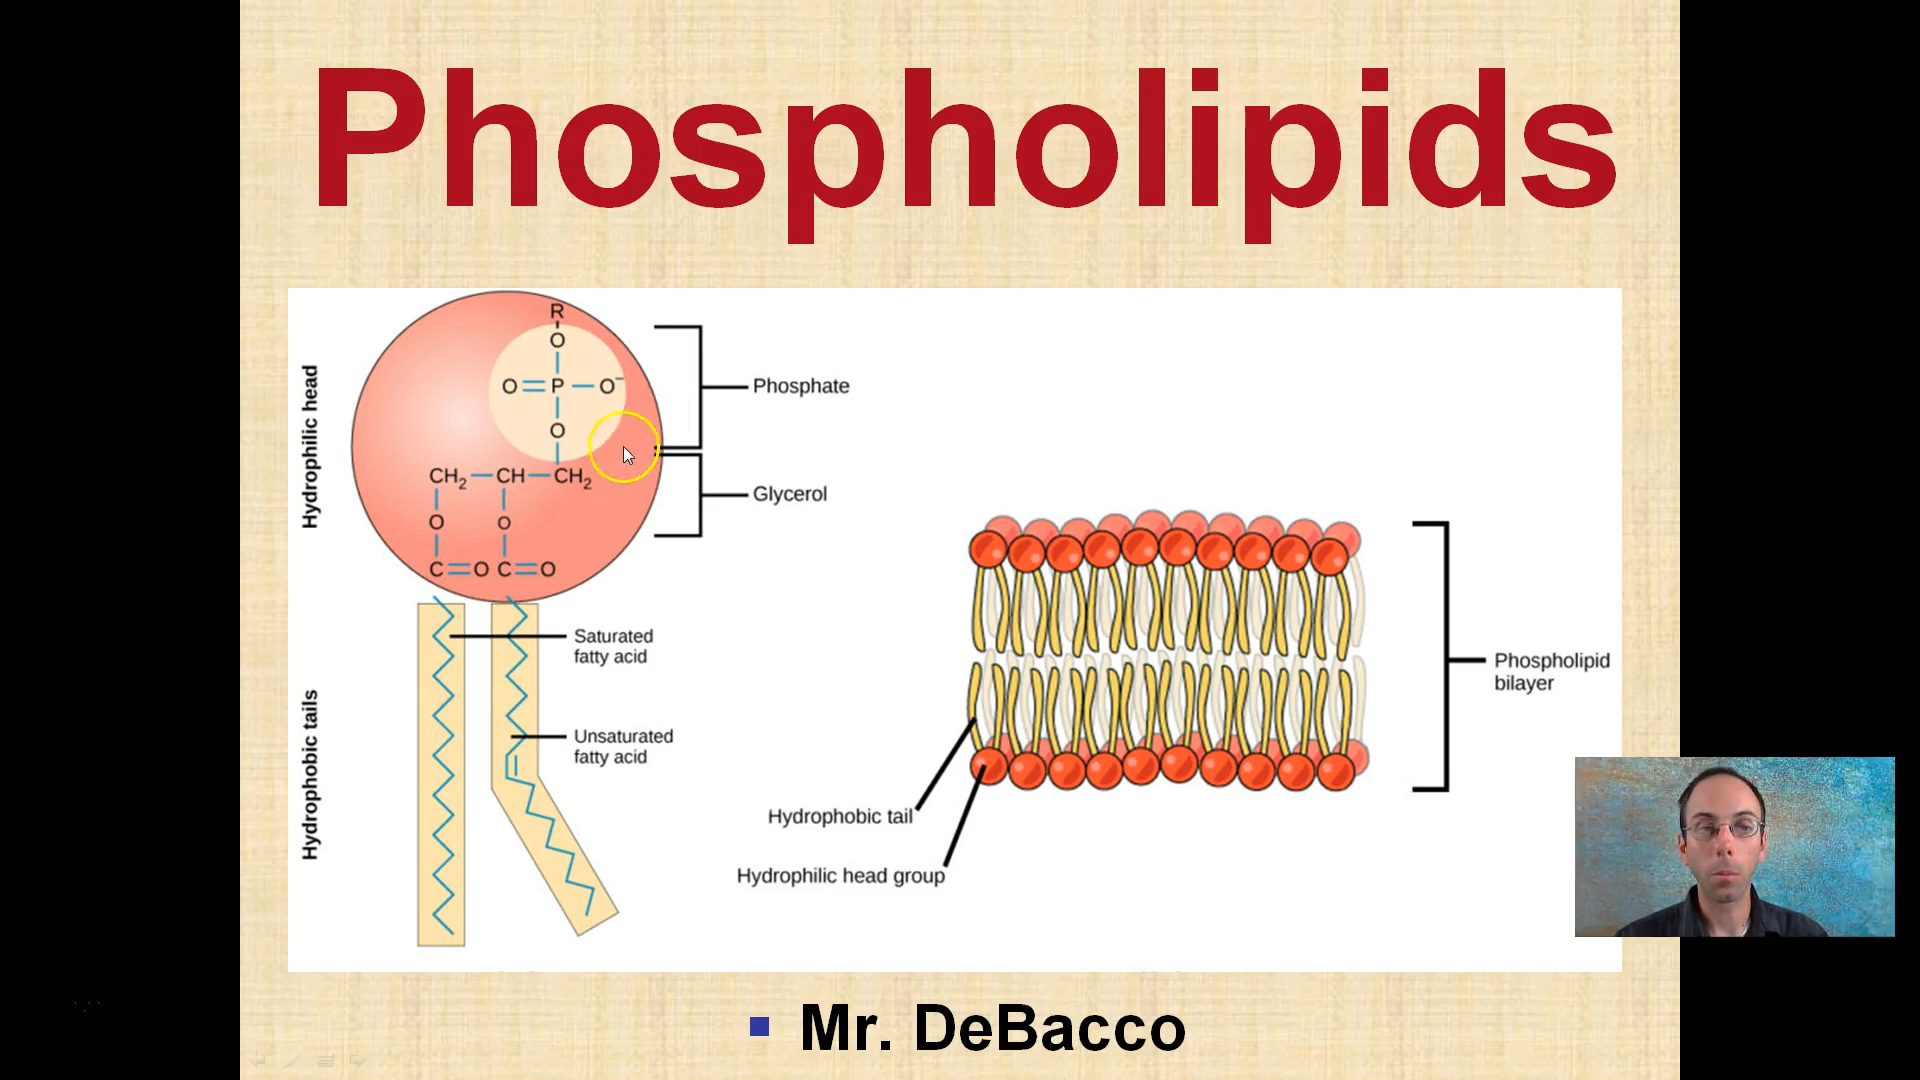 Phospholipids
Hydrophilic head
R
O
O = P — O⁻
O
CH₂ — CH — CH₂
O O
C=O C=O
Phosphate
Glycerol
Hydrophobic tails
Saturated
fatty acid
Unsaturated
fatty acid
Phospholipid
bilayer
Hydrophobic tail
Hydrophilic head group
Mr. DeBacco